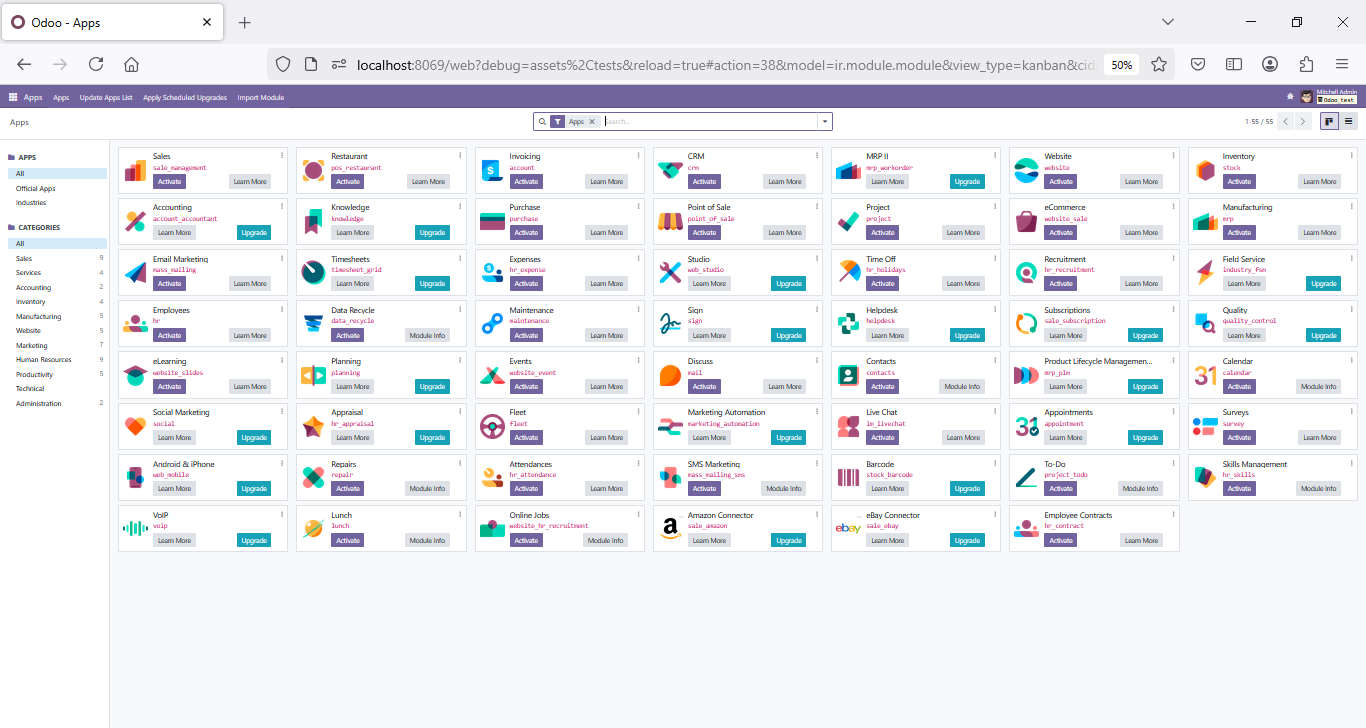 Odoo - Apps
localhost:8069/web?debug=assets%2Ctests&reload=true#action=38&model=ir.module.module&view_type=kanban&cid
50%
Apps Apps Update Apps List Apply Scheduled Upgrades Import Module
Mitchell Admin
Odoo_test
Apps
Apps
Search...
1-55 / 55
APPS
All
Official Apps
Industries
CATEGORIES
All
Sales 9
Services 4
Accounting 2
Inventory 4
Manufacturing 5
Website 5
Marketing 7
Human Resources 9
Productivity 5
Technical
Administration 2
Sales Restaurant Invoicing CRM MRP II Website Inventory
sale_management pos_restaurant account crm mrp_workorder website stock
Activate Learn More Activate Learn More Activate Learn More Activate Learn More Learn More Upgrade Activate Learn More Activate Learn More
Accounting Knowledge Purchase Point of Sale Project eCommerce Manufacturing
account_accountant knowledge purchase point_of_sale project website_sale mrp
Learn More Upgrade Learn More Upgrade Activate Learn More Activate Learn More Activate Learn More Activate Learn More Activate Learn More
Email Marketing Timesheets Expenses Studio Time Off Recruitment Field Service
mass_mailing timesheet_grid hr_expense web_studio hr_holidays hr_recruitment industry_fsm
Activate Learn More Learn More Upgrade Activate Learn More Learn More Upgrade Activate Learn More Activate Learn More Learn More Upgrade
Employees Data Recycle Maintenance Sign Helpdesk Subscriptions Quality
hr data_recycle maintenance sign helpdesk sale_subscription quality_control
Activate Learn More Activate Module Info Activate Learn More Learn More Upgrade Learn More Upgrade Learn More Upgrade Learn More Upgrade
eLearning Planning Events Discuss Contacts Product Lifecycle Managemen... Calendar
website_slides planning website_event mail contacts mrp_plm calendar
Activate Learn More Learn More Upgrade Activate Learn More Activate Learn More Activate Module Info Learn More Upgrade Activate Module Info
Social Marketing Appraisal Fleet Marketing Automation Live Chat Appointments Surveys
social hr_appraisal fleet marketing_automation im_livechat appointment survey
Learn More Upgrade Learn More Upgrade Activate Learn More Learn More Upgrade Activate Learn More Learn More Upgrade Activate Learn More
Android & iPhone Repairs Attendances SMS Marketing Barcode To-Do Skills Management
web_mobile repair hr_attendance mass_mailing_sms stock_barcode project_todo hr_skills
Learn More Upgrade Activate Module Info Activate Learn More Activate Module Info Learn More Upgrade Activate Module Info Activate Module Info
VoIP Lunch Online Jobs Amazon Connector eBay Connector Employee Contracts
voip lunch website_hr_recruitment sale_amazon sale_ebay hr_contract
Learn More Upgrade Activate Module Info Activate Module Info Learn More Upgrade Learn More Upgrade Activate Learn More